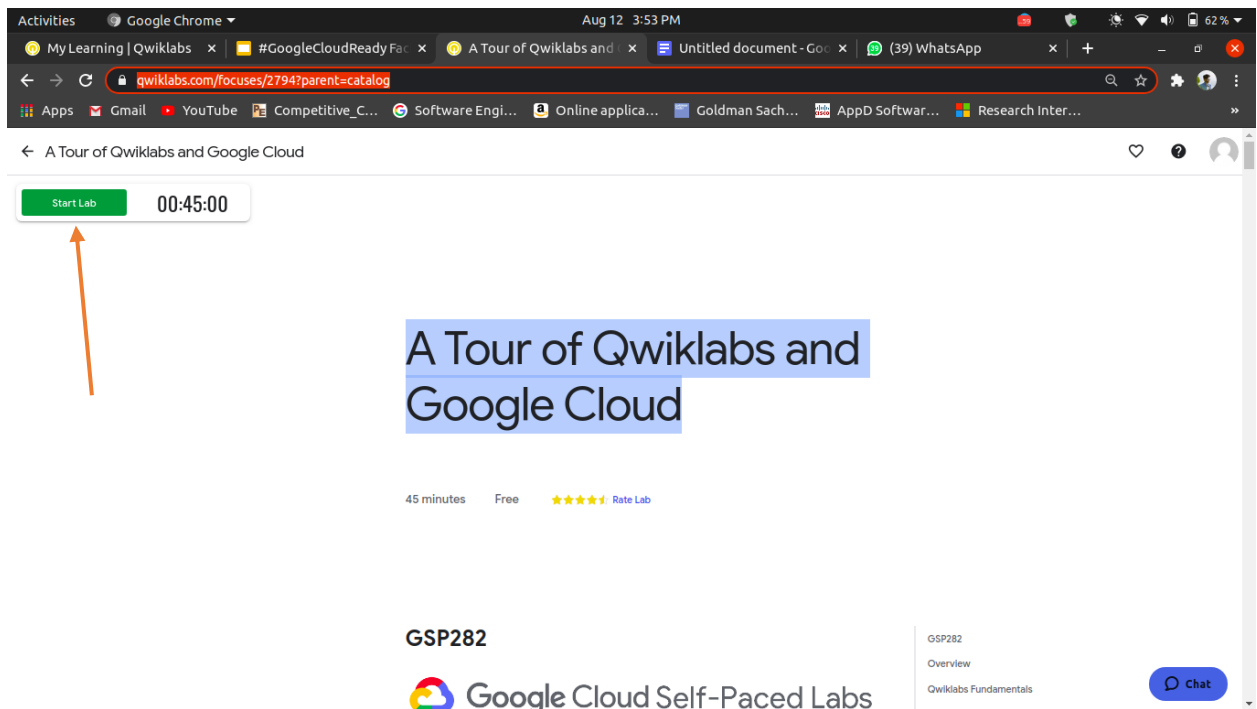 Activities Google Chrome Aug 12 3:53 PM 62 %
My Learning | Qwiklabs #GoogleCloudReady Fac A Tour of Qwiklabs and Untitled document - Goo (39) WhatsApp
qwiklabs.com/focuses/2794?parent=catalog
Apps Gmail YouTube Competitive_C... Software Engi... Online applica... Goldman Sach... AppD Softwar... Research Inter... »
A Tour of Qwiklabs and Google Cloud
Start Lab 00:45:00
A Tour of Qwiklabs and
Google Cloud
45 minutes Free Rate Lab
GSP282
Google Cloud Self-Paced Labs
GSP282
Overview
Qwiklabs Fundamentals
Chat